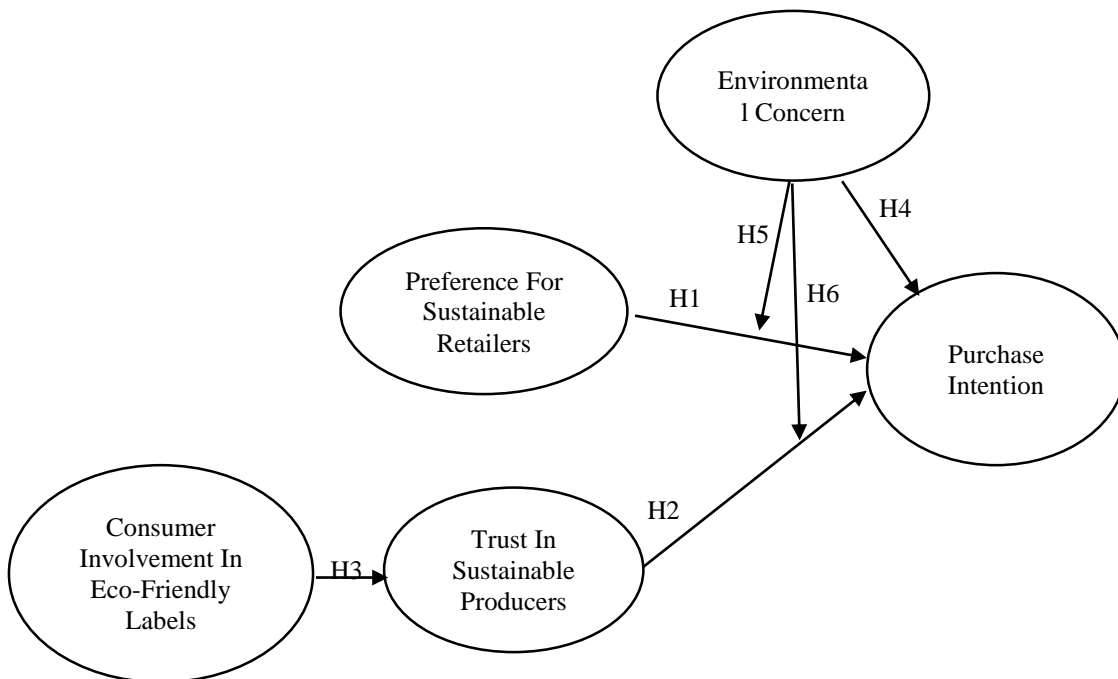 Environmenta
l Concern
H4
H5
Preference For
Sustainable
Retailers
H1
H6
Purchase
Intention
H2
Consumer
Involvement In
Eco-Friendly
Labels
H3
Trust In
Sustainable
Producers